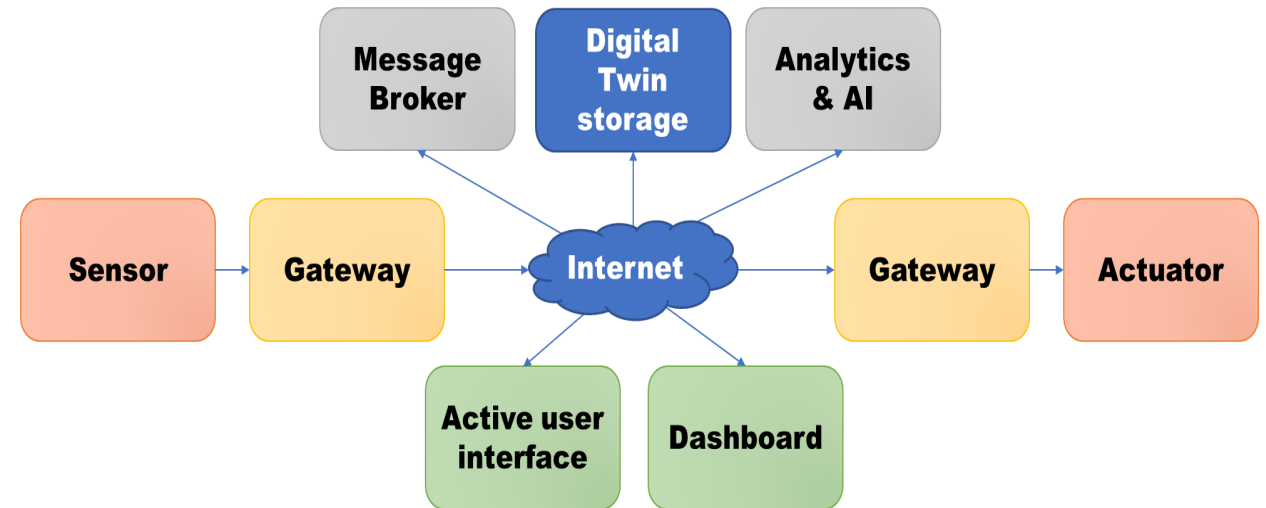 Message
Broker
Digital
Twin
storage
Analytics
& AI
Sensor
Gateway
Internet
Gateway
Actuator
Active user
interface
Dashboard